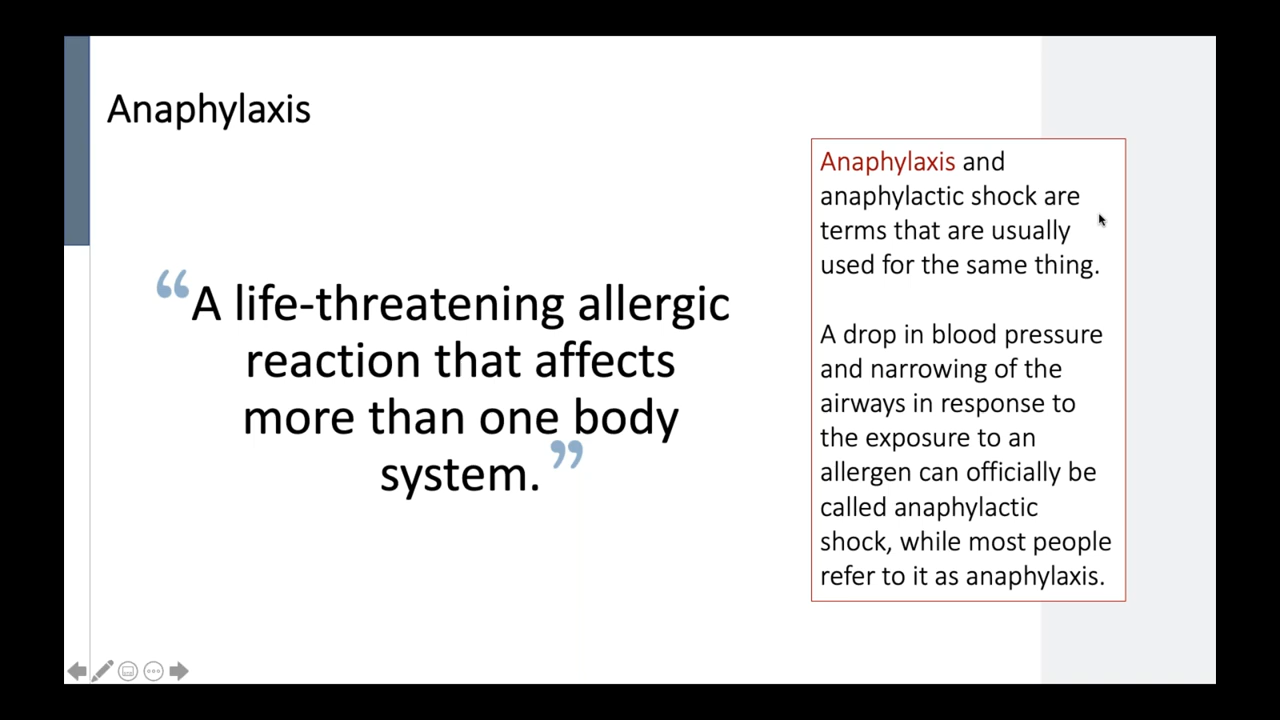 Anaphylaxis
“A life-threatening allergic
reaction that affects
more than one body
system.”
Anaphylaxis and
anaphylactic shock are
terms that are usually
used for the same thing.
A drop in blood pressure
and narrowing of the
airways in response to
the exposure to an
allergen can officially be
called anaphylactic
shock, while most people
refer to it as anaphylaxis.